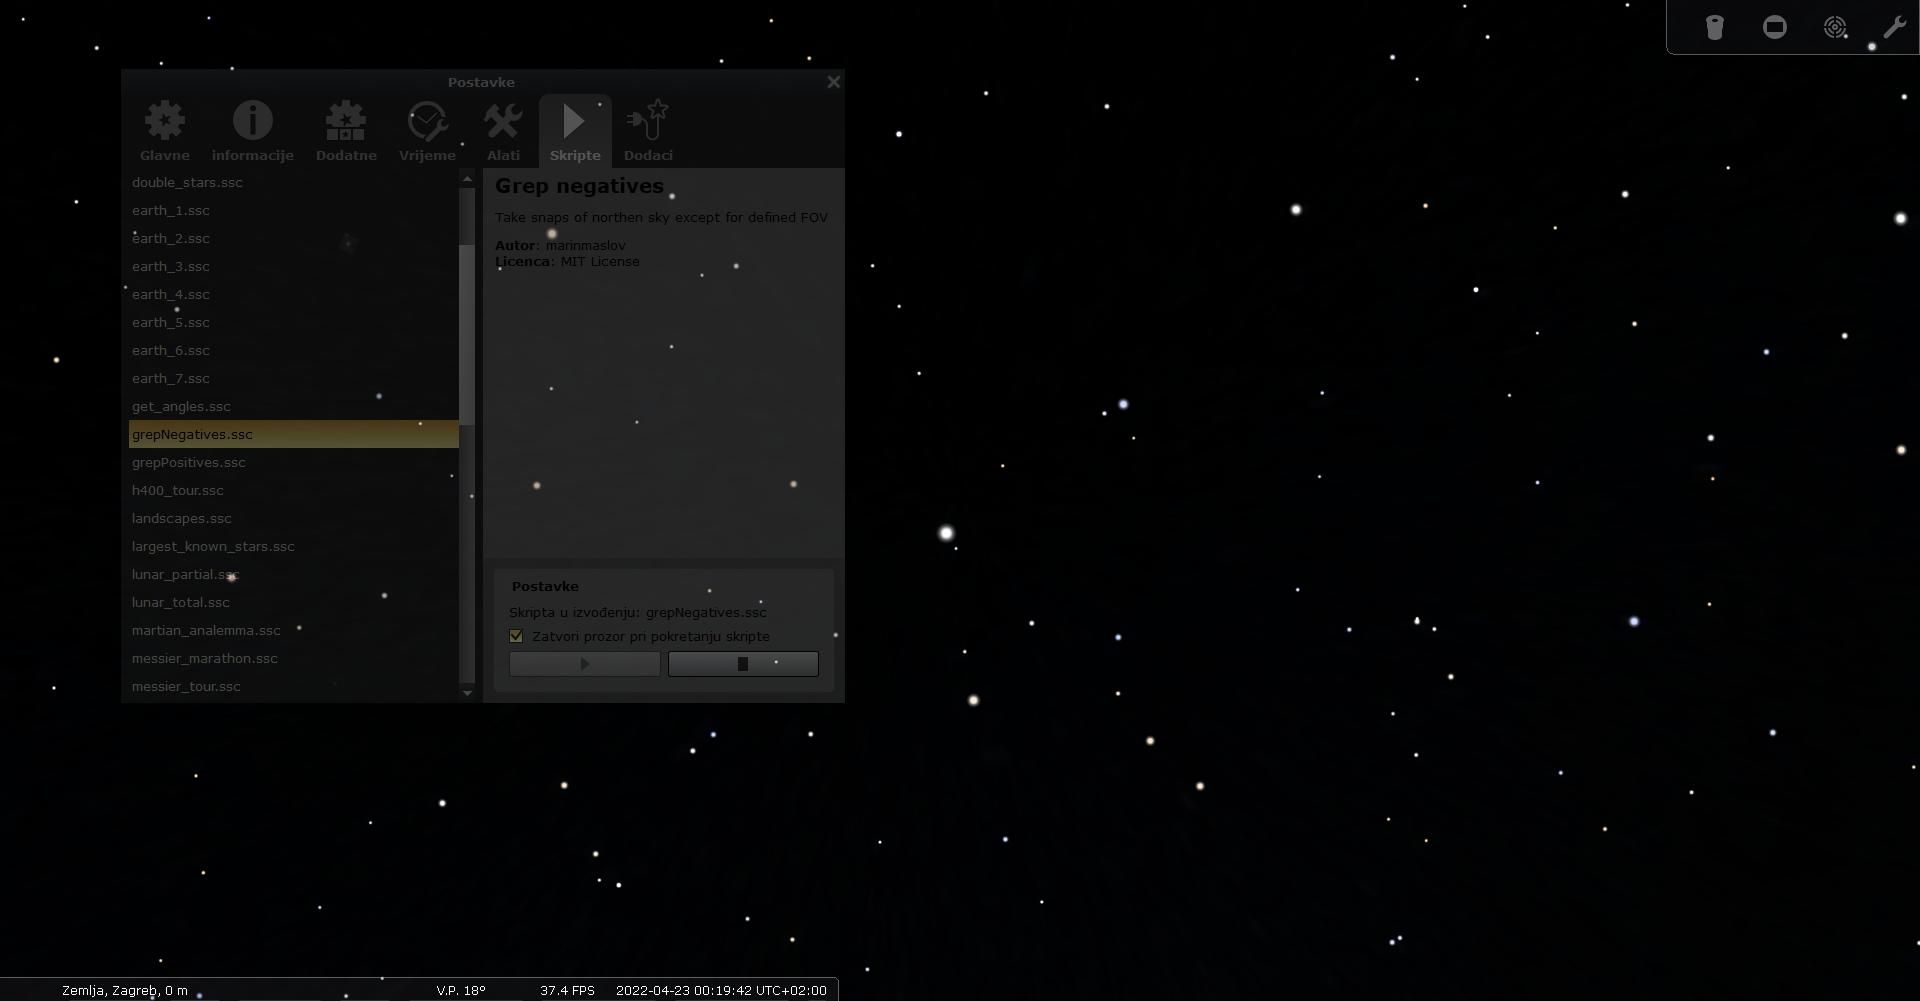 Postavke
Glavne informacije Dodatne Vrijeme Alati Skripte Dodaci
double_stars.ssc
earth_1.ssc
earth_2.ssc
earth_3.ssc
earth_4.ssc
earth_5.ssc
earth_6.ssc
earth_7.ssc
get_angles.ssc
grepNegatives.ssc
grepPositives.ssc
h400_tour.ssc
landscapes.ssc
largest_known_stars.ssc
lunar_partial.ssc
lunar_total.ssc
martian_analemma.ssc
messier_marathon.ssc
messier_tour.ssc
Grep negatives
Take snaps of northen sky except for defined FOV
Autor: marinmaslov
Licenca: MIT License
Postavke
Skripta u izvođenju: grepNegatives.ssc
Zatvori prozor pri pokretanju skripte
Zemlja, Zagreb, 0 m V.P. 18° 37.4 FPS 2022-04-23 00:19:42 UTC+02:00